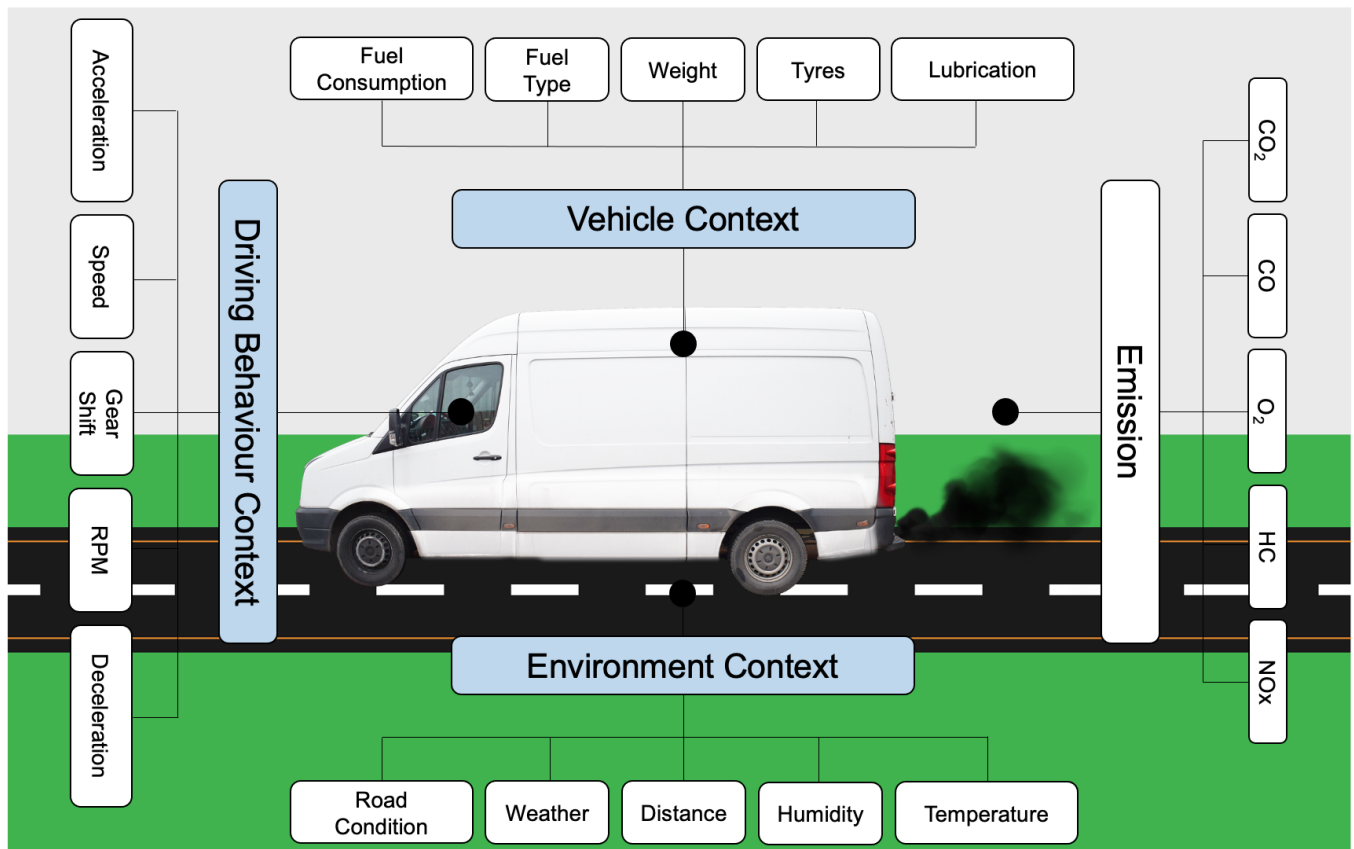 Fuel
Consumption
Fuel
Type
Weight
Tyres
Lubrication
Vehicle Context
Acceleration
Speed
Gear
Shift
RPM
Deceleration
Driving Behaviour Context
Emission
CO₂
CO
O₂
HC
NOx
Environment Context
Road
Condition
Weather
Distance
Humidity
Temperature